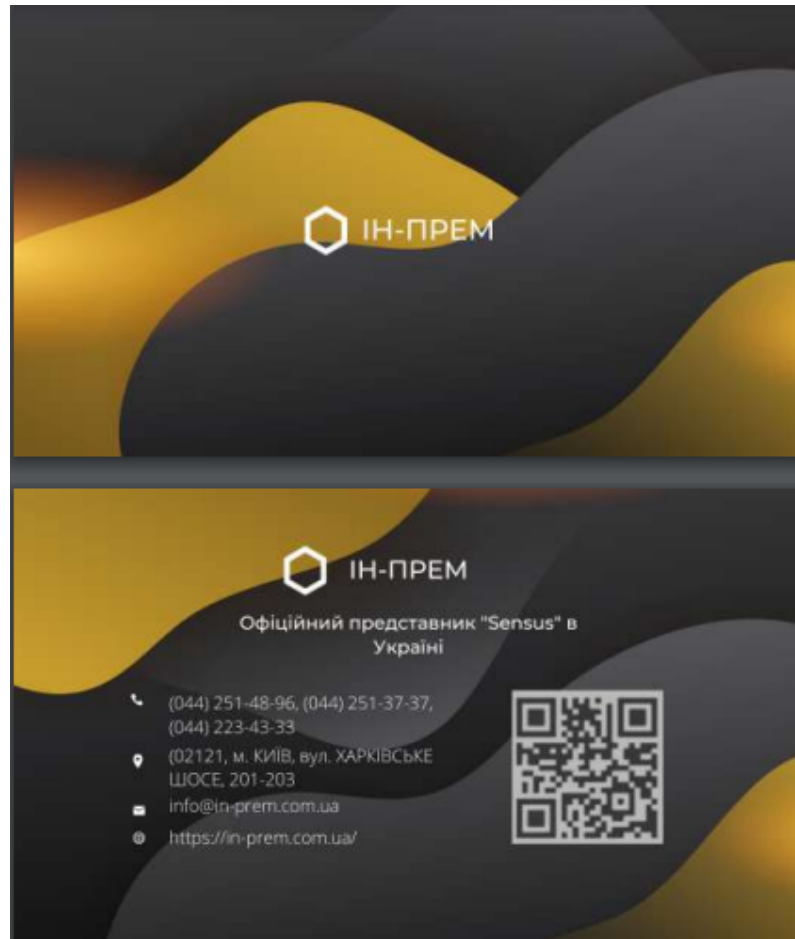 ІН-ПРЕМ
ІН-ПРЕМ
Офіційний представник "Sensus" в
Україні
(044) 251-48-96, (044) 251-37-37,
(044) 223-43-33
(02121, м. КИЇВ, вул. ХАРКІВСЬКЕ
ШОСЕ, 201-203
info@in-prem.com.ua
https://in-prem.com.ua/